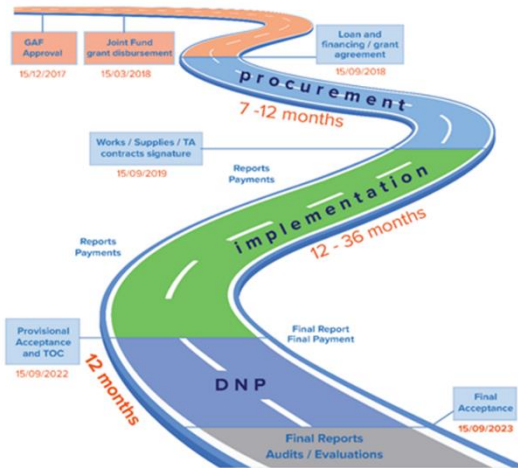 GAF
Approval
15/12/2017
Joint Fund
grant disbursement
15/03/2018
Loan and
financing / grant
agreement
15/09/2018
procurement
7 -12 months
Works / Supplies / TA
contracts signature
15/09/2019
Reports
Payments
implementation
12 - 36 months
Reports
Payments
Provisional
Acceptance
and TOC
15/09/2022
12 months
Final Report
Final Payment
DNP
Final
Acceptance
15/09/2023
Final Reports
Audits / Evaluations